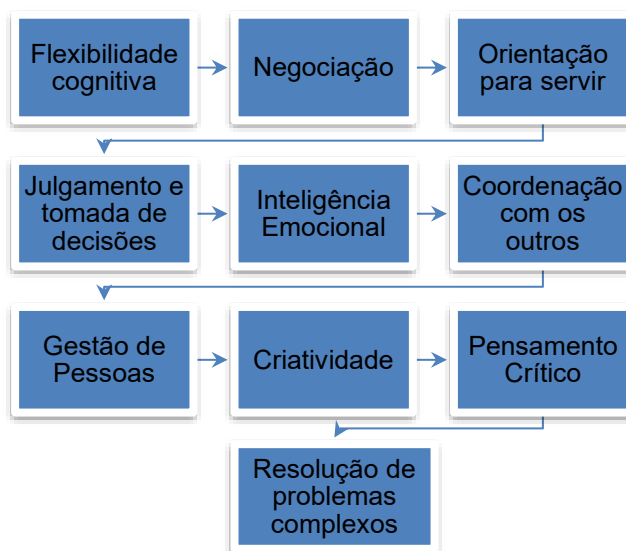 Flexibilidade
cognitiva
Negociação
Orientação
para servir
Julgamento e
tomada de
decisões
Inteligência
Emocional
Coordenação
com os
outros
Gestão de
Pessoas
Criatividade
Pensamento
Crítico
Resolução de
problemas
complexos